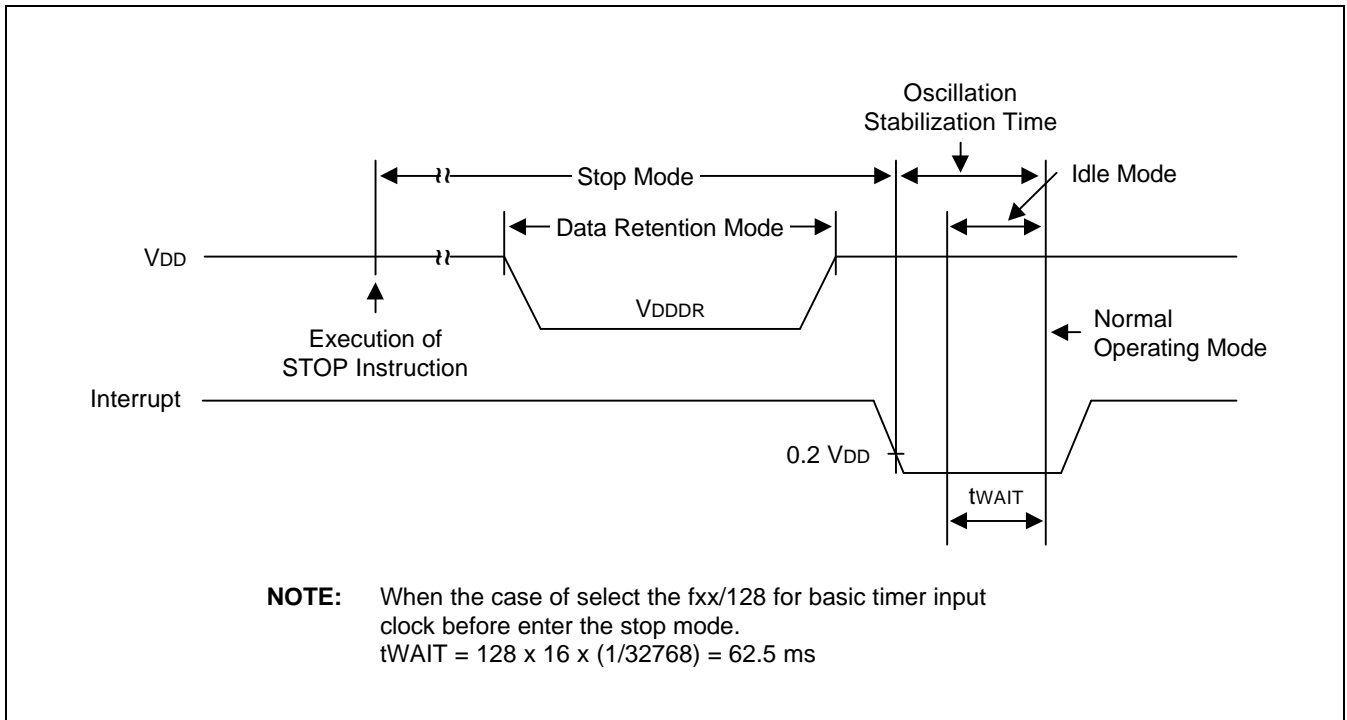 Oscillation
Stabilization Time
Stop Mode
Idle Mode
Data Retention Mode
VDD
VDDDR
Execution of
STOP Instruction
Normal
Operating Mode
Interrupt
0.2 VDD
tWAIT
NOTE: When the case of select the fxx/128 for basic timer input
clock before enter the stop mode.
tWAIT = 128 x 16 x (1/32768) = 62.5 ms